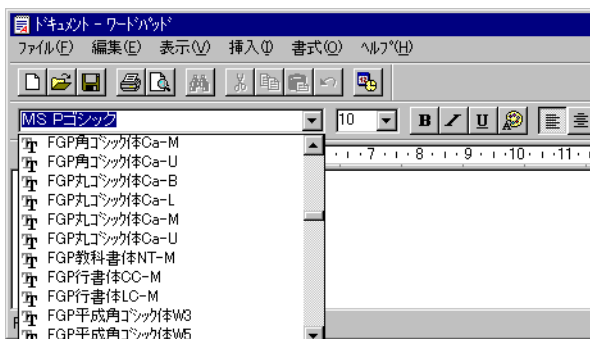 ドキュメント - ワードパッド
ファイル(F) 編集(E) 表示(V) 挿入(I) 書式(O) ヘルプ(H)
MS Pゴシック 10 B I U
FGP角ゴシック体Ca-M
FGP角ゴシック体Ca-U
7 8 9 10 11
FGP丸ゴシック体Ca-B
FGP丸ゴシック体Ca-L
FGP丸ゴシック体Ca-M
FGP丸ゴシック体Ca-U
FGP教科書体NT-M
FGP行書体CC-M
FGP行書体LC-M
FGP平成角ゴシック体W3
FGP平成角ゴシック体W5